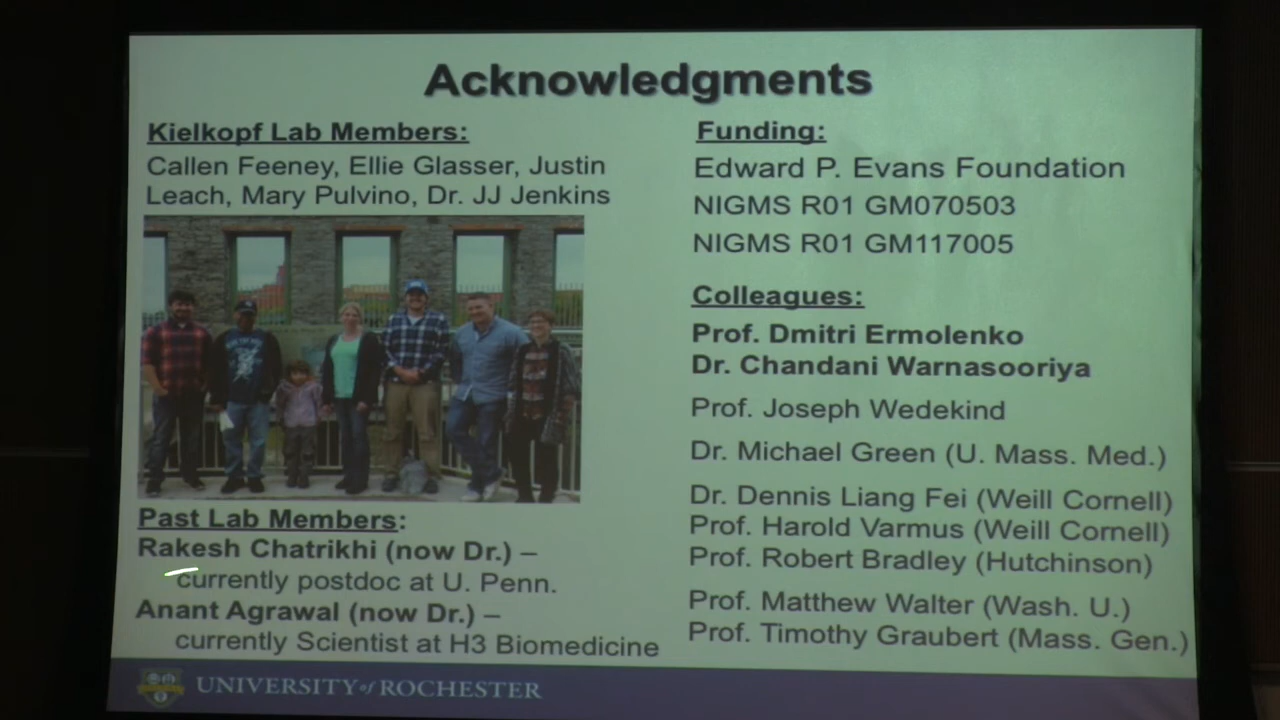 Acknowledgments
Kielkopf Lab Members:
Callen Feeney, Ellie Glasser, Justin
Leach, Mary Pulvino, Dr. JJ Jenkins
Past Lab Members:
Rakesh Chatrikhi (now Dr.) –
currently postdoc at U. Penn.
Anant Agrawal (now Dr.) –
currently Scientist at H3 Biomedicine
Funding:
Edward P. Evans Foundation
NIGMS R01 GM070503
NIGMS R01 GM117005
Colleagues:
Prof. Dmitri Ermolenko
Dr. Chandani Warnasooriya
Prof. Joseph Wedekind
Dr. Michael Green (U. Mass. Med.)
Dr. Dennis Liang Fei (Weill Cornell)
Prof. Harold Varmus (Weill Cornell)
Prof. Robert Bradley (Hutchinson)
Prof. Matthew Walter (Wash. U.)
Prof. Timothy Graubert (Mass. Gen.)
UNIVERSITY of ROCHESTER